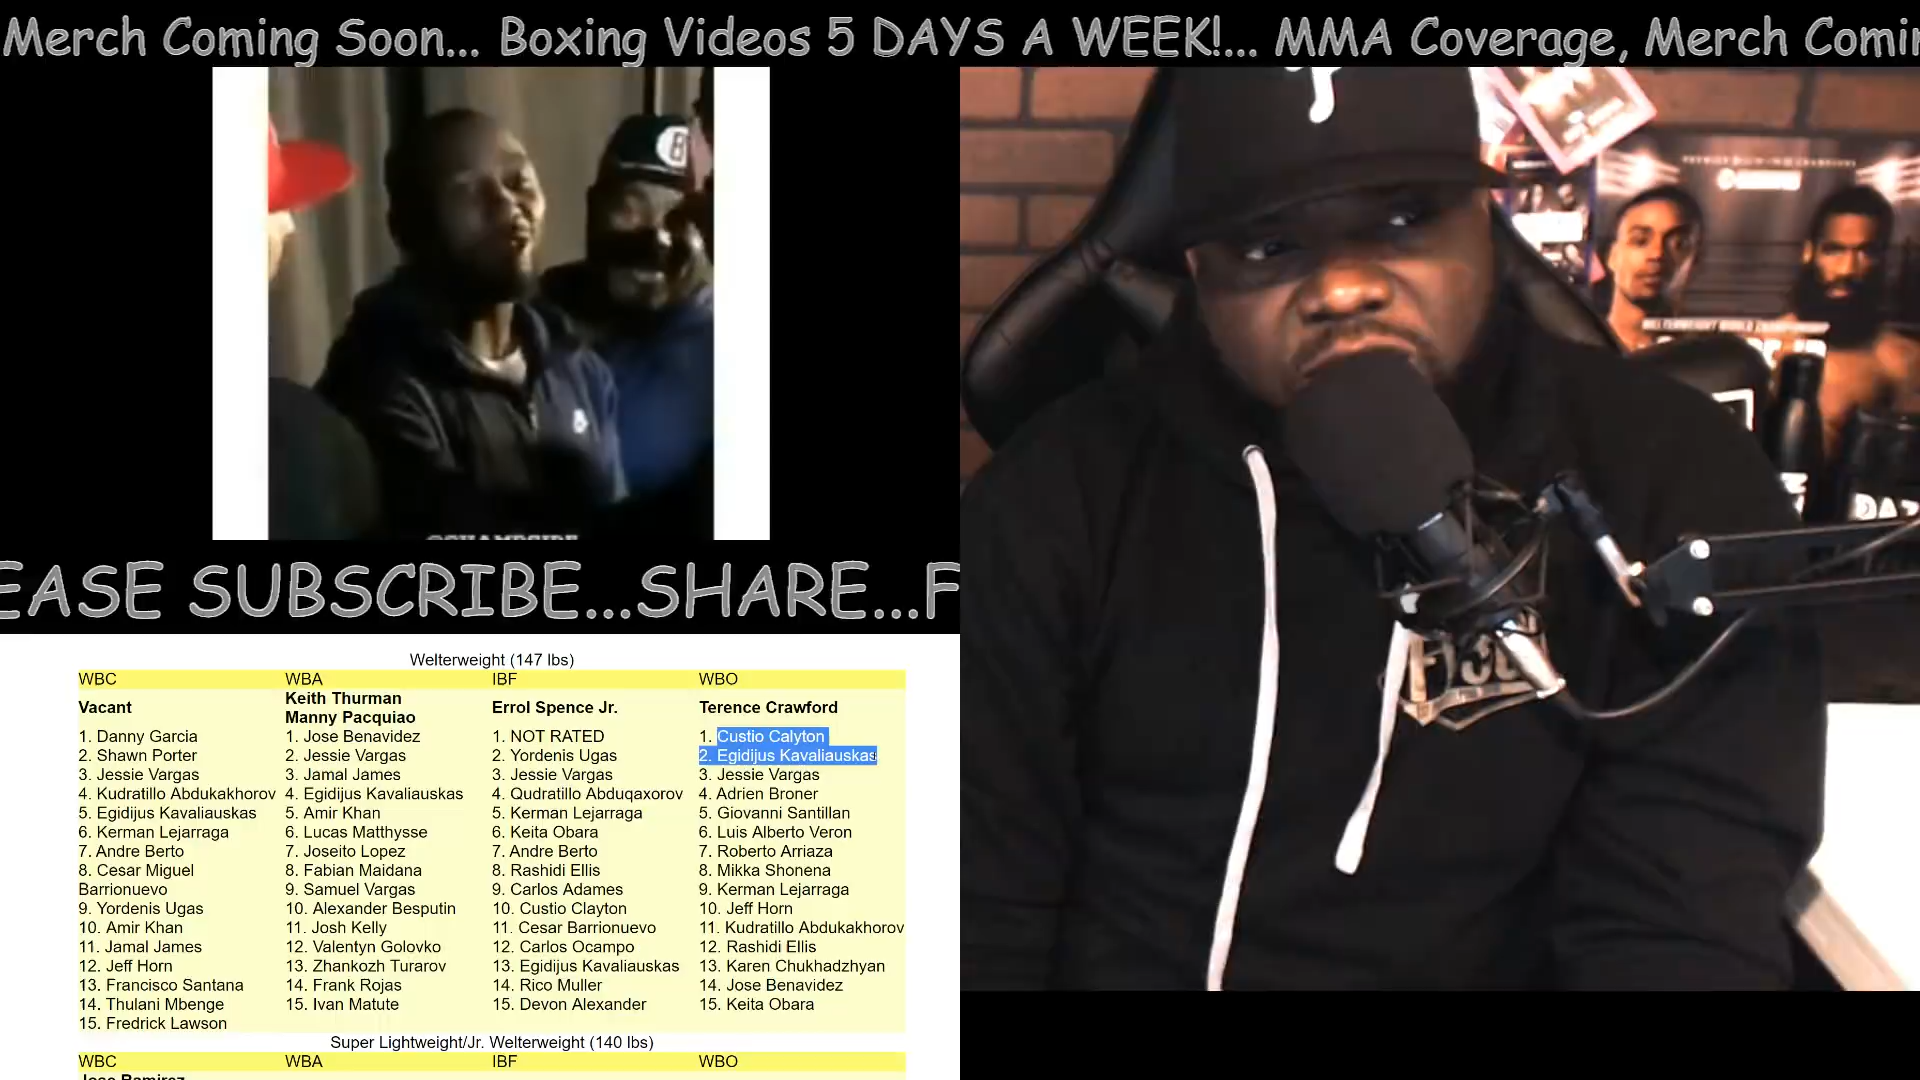 Merch Coming Soon... Boxing Videos 5 DAYS A WEEK!... MMA Coverage, Merch Comin
EASE SUBSCRIBE...SHARE...F
Welterweight (147 lbs)
WBC WBA IBF WBO
Vacant Keith Thurman Manny Pacquiao Errol Spence Jr. Terence Crawford
1. Danny Garcia 1. Jose Benavidez 1. NOT RATED 1. Custio Calyton
2. Shawn Porter 2. Jessie Vargas 2. Yordenis Ugas 2. Egidijus Kavaliauskas
3. Jessie Vargas 3. Jamal James 3. Jessie Vargas 3. Jessie Vargas
4. Kudratillo Abdukakhorov 4. Egidijus Kavaliauskas 4. Qudratillo Abduqaxorov 4. Adrien Broner
5. Egidijus Kavaliauskas 5. Amir Khan 5. Kerman Lejarraga 5. Giovanni Santillan
6. Kerman Lejarraga 6. Lucas Matthysse 6. Keita Obara 6. Luis Alberto Veron
7. Andre Berto 7. Joseito Lopez 7. Andre Berto 7. Roberto Arriaza
8. Cesar Miguel 8. Fabian Maidana 8. Rashidi Ellis 8. Mikka Shonena
Barrionuevo 9. Samuel Vargas 9. Carlos Adames 9. Kerman Lejarraga
9. Yordenis Ugas 10. Alexander Besputin 10. Custio Clayton 10. Jeff Horn
10. Amir Khan 11. Josh Kelly 11. Cesar Barrionuevo 11. Kudratillo Abdukakhorov
11. Jamal James 12. Valentyn Golovko 12. Carlos Ocampo 12. Rashidi Ellis
12. Jeff Horn 13. Zhankozh Turarov 13. Egidijus Kavaliauskas 13. Karen Chukhadzhyan
13. Francisco Santana 14. Frank Rojas 14. Rico Muller 14. Jose Benavidez
14. Thulani Mbenge 15. Ivan Matute 15. Devon Alexander 15. Keita Obara
15. Fredrick Lawson
Super Lightweight/Jr. Welterweight (140 lbs)
WBC WBA IBF WBO
Jose Ramirez